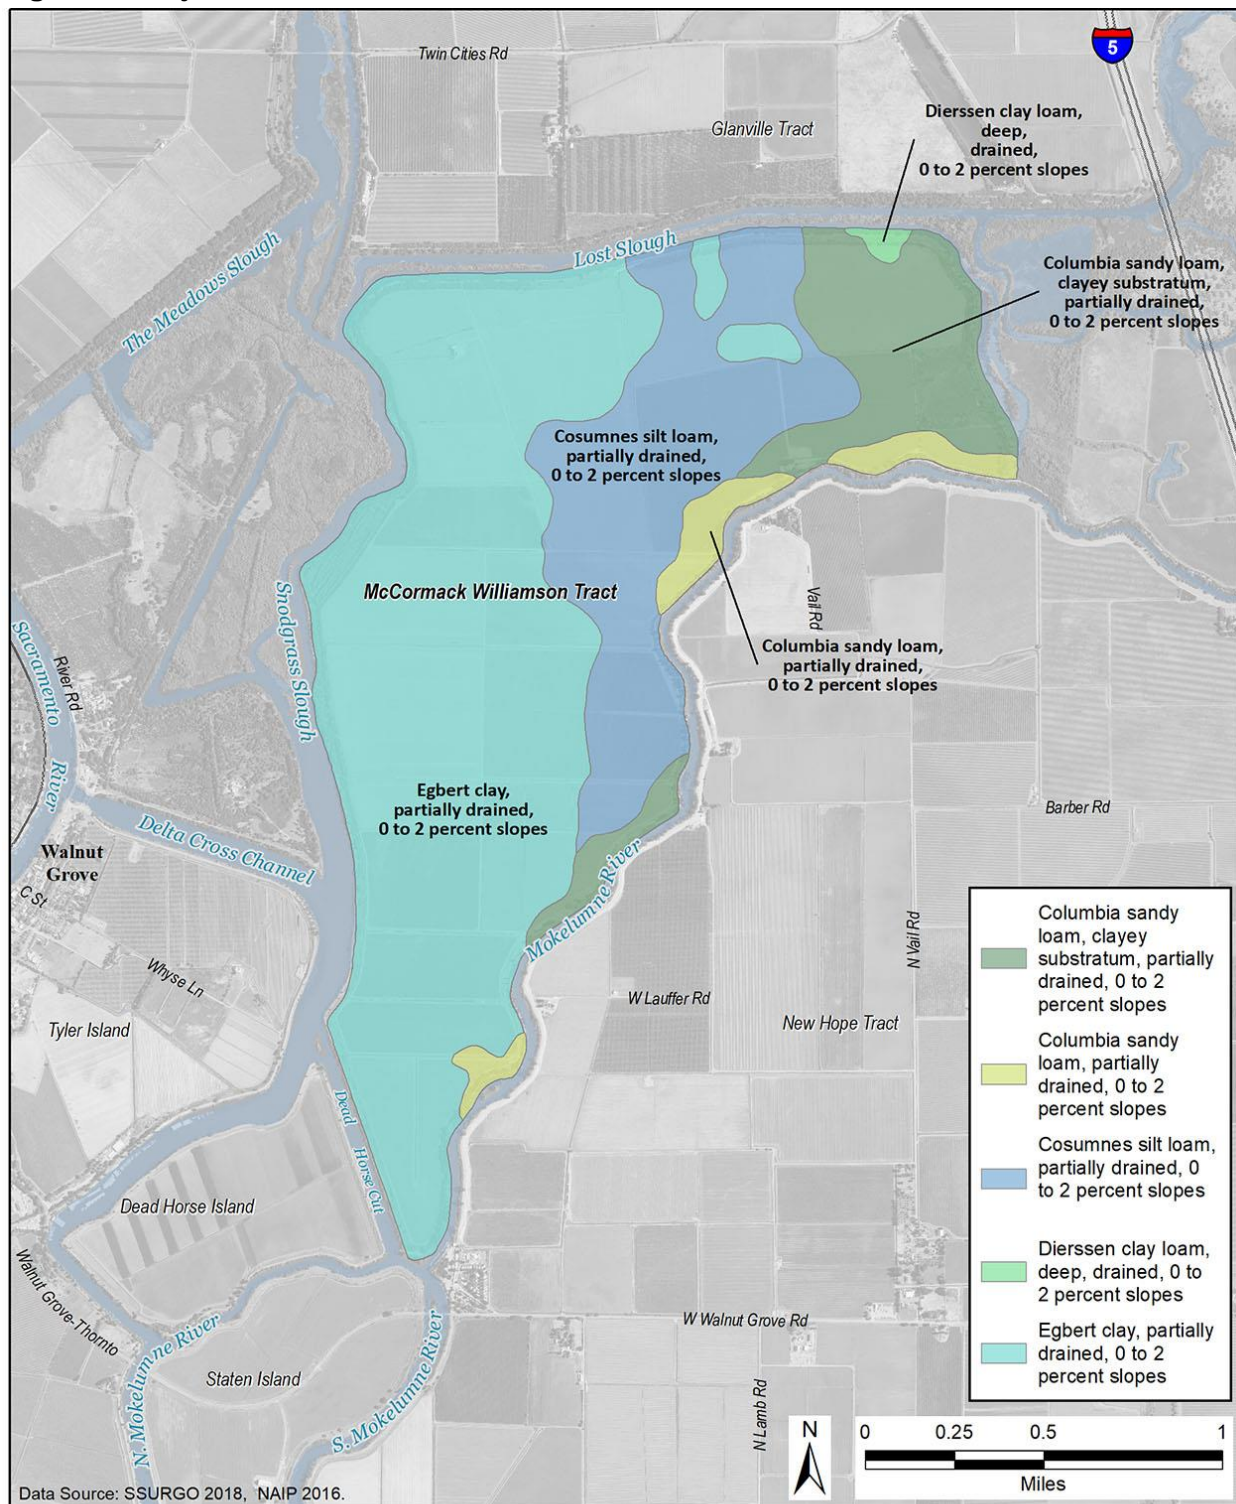 5
Twin Cities Rd
Glanville Tract
Dierssen clay loam,
deep,
drained,
0 to 2 percent slopes
The Meadows Slough
Lost Slough
Columbia sandy loam,
clayey substratum,
partially drained,
0 to 2 percent slopes
Cosumnes silt loam,
partially drained,
0 to 2 percent slopes
McCormack Williamson Tract
Snodgrass Slough
Vail Rd
Columbia sandy loam,
partially drained,
0 to 2 percent slopes
Sacramento
River
River Rd
Egbert clay,
partially drained,
0 to 2 percent slopes
Barber Rd
Delta Cross Channel
Walnut
Grove
C St
Mokelumne River
N Vail Rd
Whyse Ln
W Lauffer Rd
New Hope Tract
Tyler Island
Dead
Horse Cut
Dead Horse Island
Walnut Grove-Thornto
W Walnut Grove Rd
Staten Island
N. Mokelumne River
S. Mokelumne River
N Lamb Rd
Columbia sandy
loam, clayey
substratum, partially
drained, 0 to 2
percent slopes
Columbia sandy
loam, partially
drained, 0 to 2
percent slopes
Cosumnes silt loam,
partially drained, 0
to 2 percent slopes
Dierssen clay loam,
deep, drained, 0 to
2 percent slopes
Egbert clay, partially
drained, 0 to 2
percent slopes
N
0 0.25 0.5 1
Miles
Data Source: SSURGO 2018, NAIP 2016.